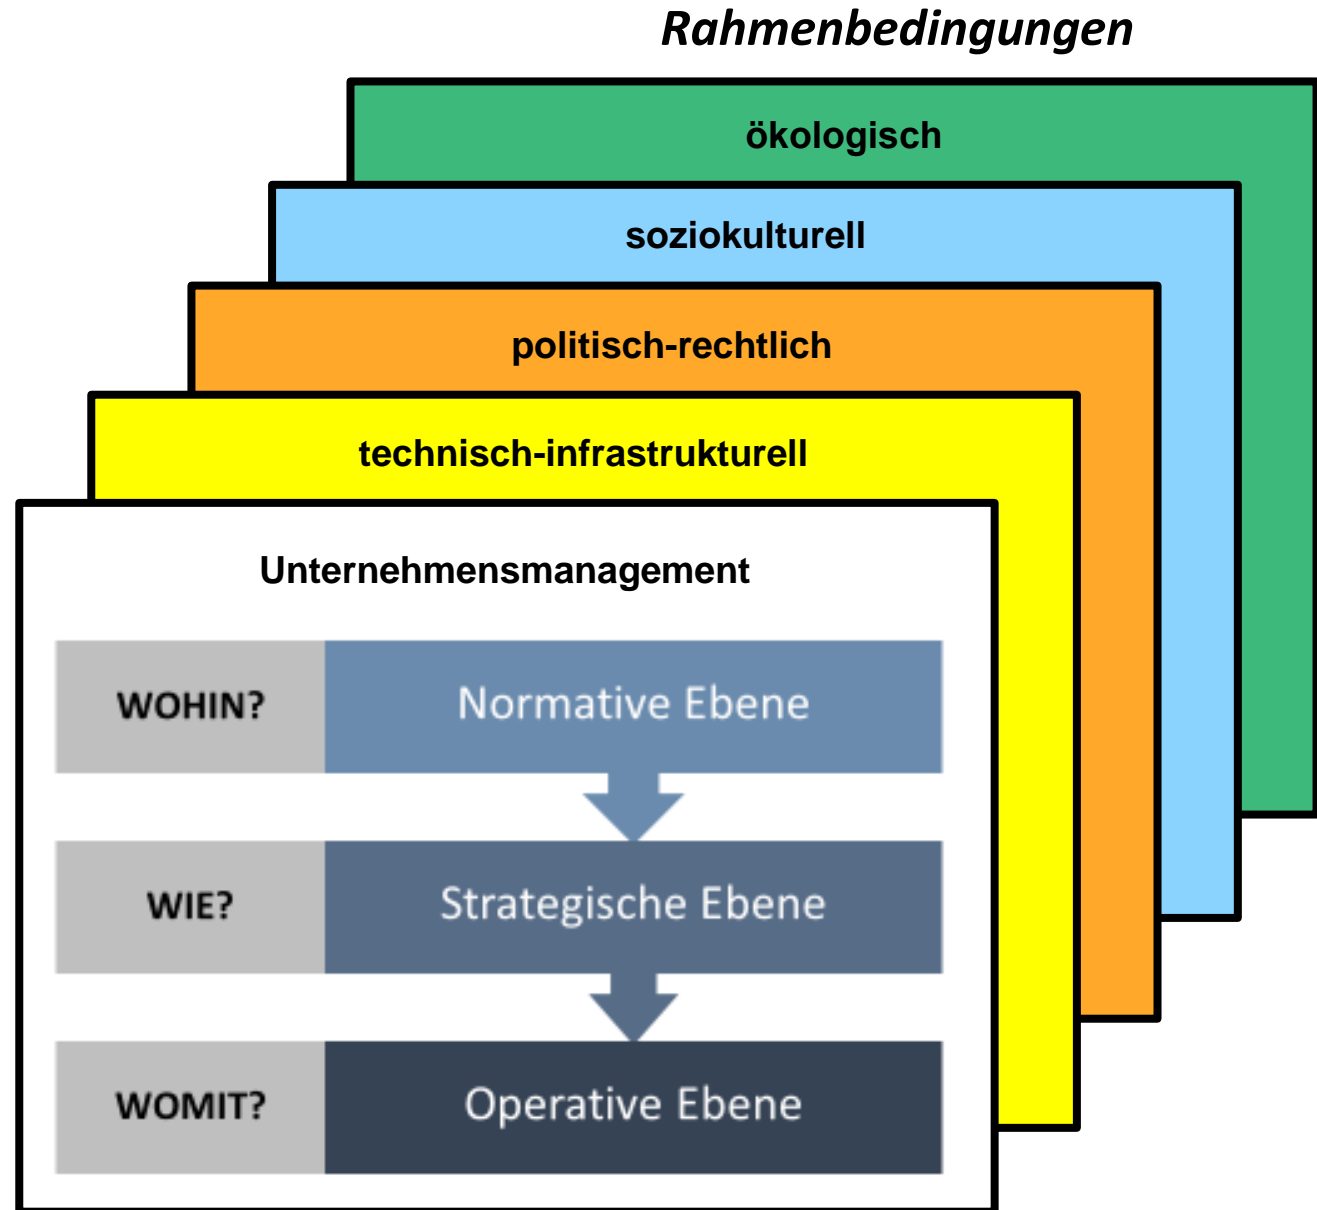 Rahmenbedingungen
ökologisch
soziokulturell
politisch-rechtlich
technisch-infrastrukturell
Unternehmensmanagement
WOHIN? Normative Ebene
WIE? Strategische Ebene
WOMIT? Operative Ebene